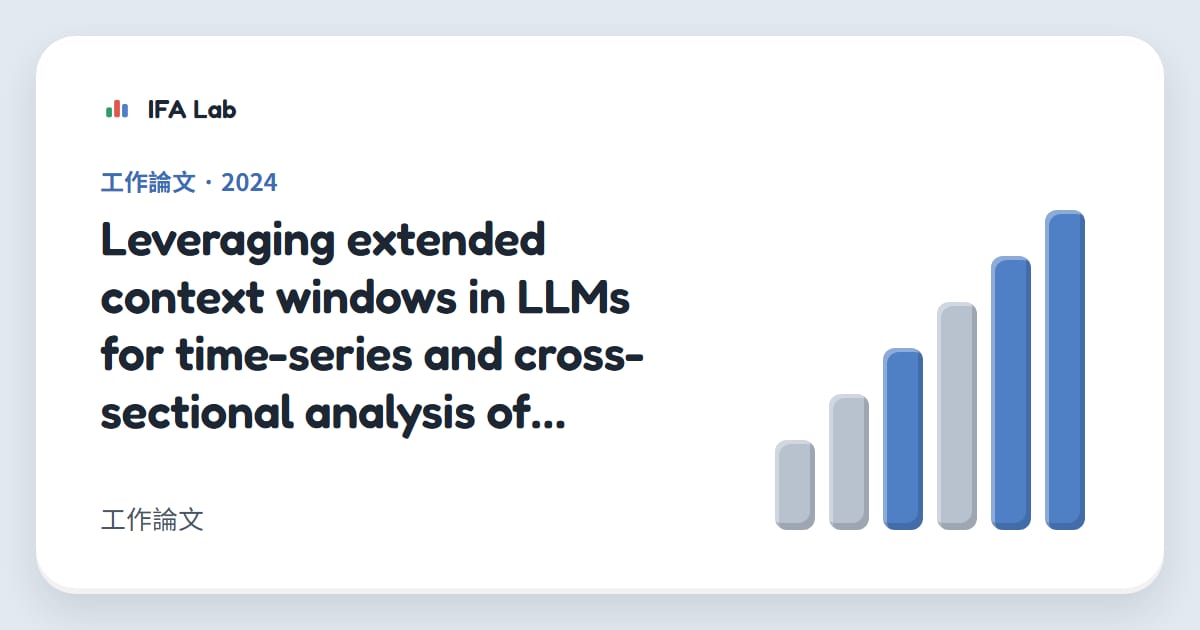 IFA Lab
工作論文 · 2024
Leveraging extended
context windows in LLMs
for time-series and cross-
sectional analysis of...
工作論文